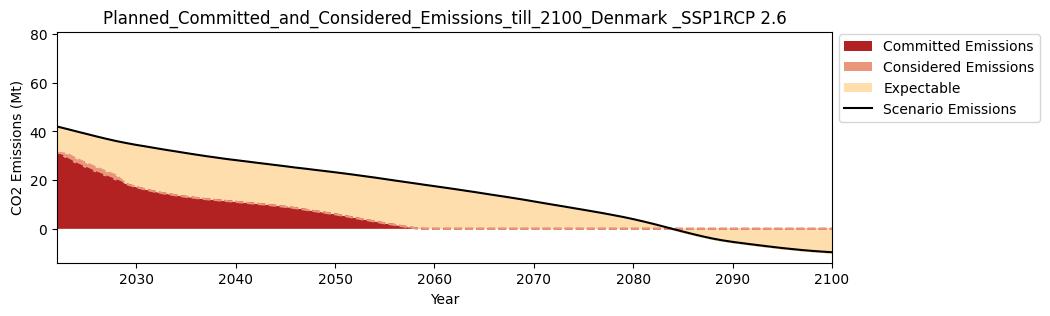 Planned_Committed_and_Considered_Emissions_till_2100_Denmark _SSP1RCP 2.6
80
60
40
20
0
CO2 Emissions (Mt)
2030
2040
2050
2060
2070
2080
2090
2100
Year
Committed Emissions
Considered Emissions
Expectable
Scenario Emissions